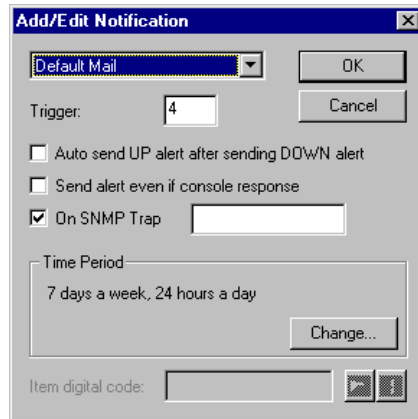 Add/Edit Notification
Default Mail
OK
Trigger:
4
Cancel
Auto send UP alert after sending DOWN alert
Send alert even if console response
On SNMP Trap
Time Period
7 days a week, 24 hours a day
Change...
Item digital code: